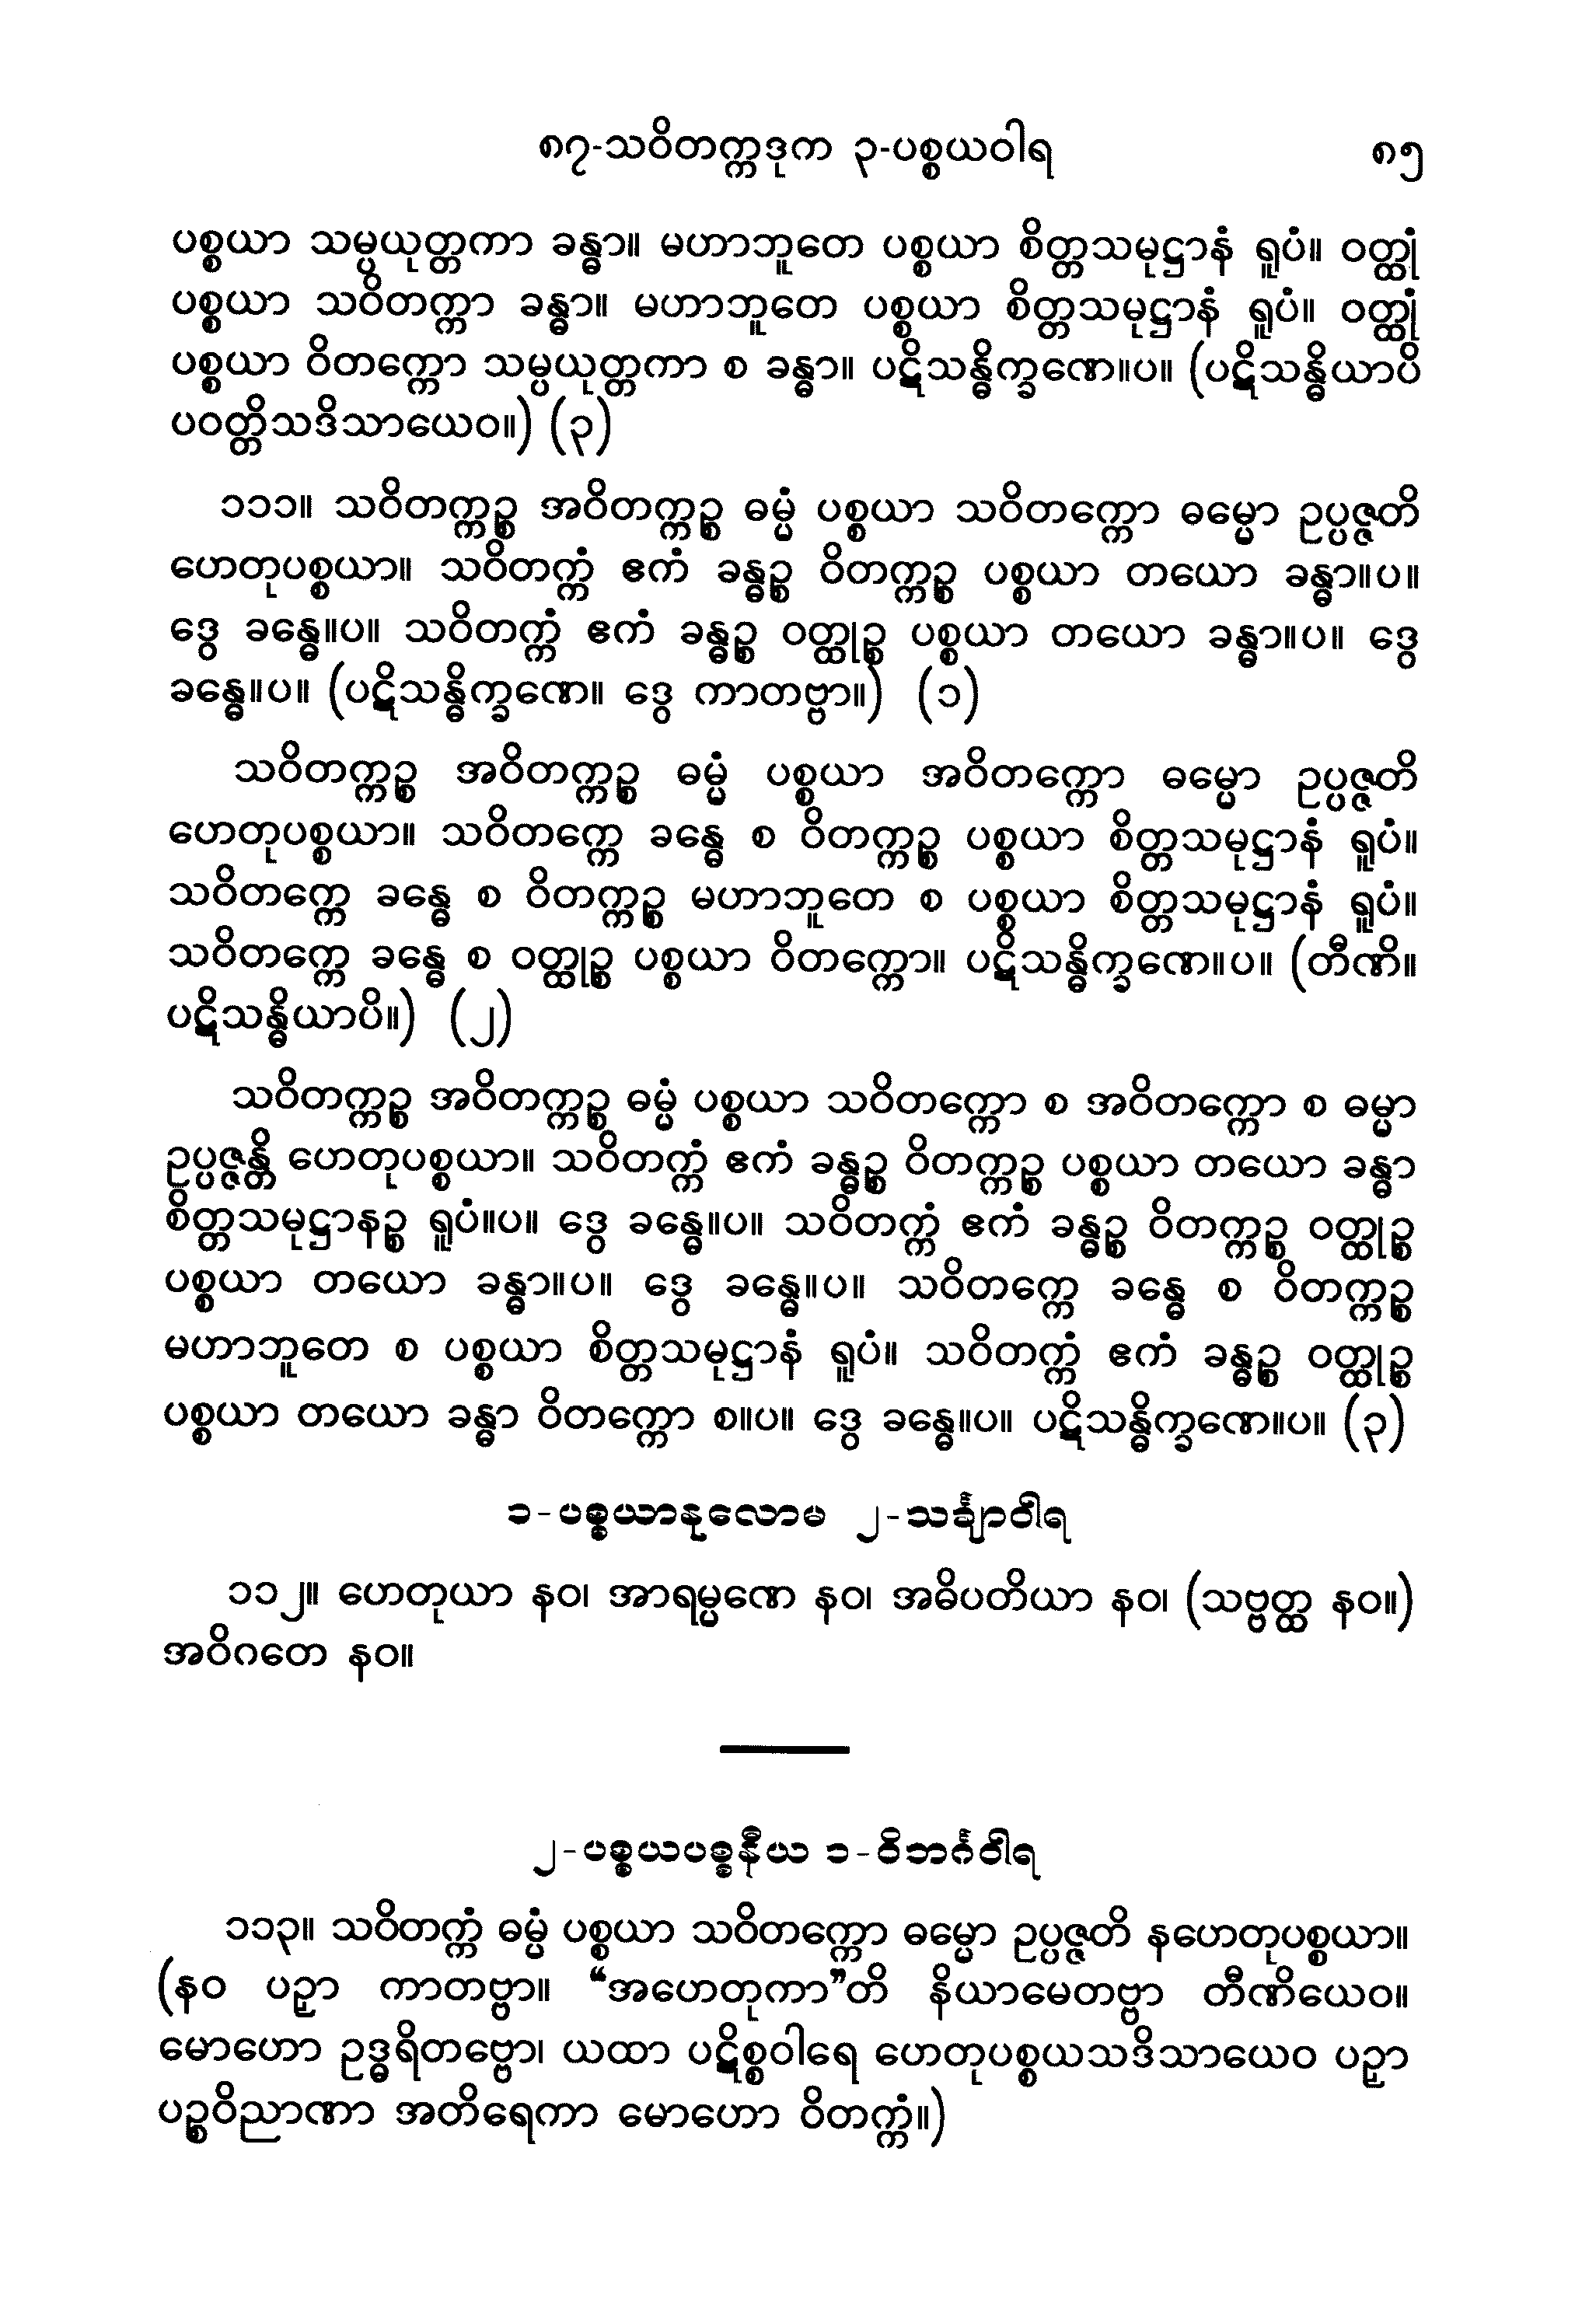 ၈၇-သဝိတက္ကဒုက ၃-ပစ္စယဝါရ ၈၅
ပစ္စယာ သမ္ပယုတ္တကာ ခန္ဓာ။ မဟာဘူတေ ပစ္စယာ စိတ္တသမုဋ္ဌာနံ ရူပံ။ ဝတ္ထုံ
ပစ္စယာ သဝိတက္ကာ ခန္ဓာ။ မဟာဘူတေ ပစ္စယာ စိတ္တသမုဋ္ဌာနံ ရူပံ။ ဝတ္ထုံ
ပစ္စယာ ဝိတက္ကော သမ္ပယုတ္တကာ စ ခန္ဓာ။ ပဋိသန္ဓိက္ခဏေ။ပ။ (ပဋိသန္ဓိယာပိ
ပဝတ္တိသဒိသာယေဝ။) (၃)
၁၁၁။ သဝိတက္ကဉ္စ အဝိတက္ကဉ္စ ဓမ္မံ ပစ္စယာ သဝိတက္ကော ဓမ္မော ဥပ္ပဇ္ဇတိ
ဟေတုပစ္စယာ။ သဝိတက္ကံ ဧကံ ခန္ဓဉ္စ ဝိတက္ကဉ္စ ပစ္စယာ တယော ခန္ဓာ။ပ။
ဒွေ ခန္ဓေ။ပ။ သဝိတက္ကံ ဧကံ ခန္ဓဉ္စ ဝတ္ထုဉ္စ ပစ္စယာ တယော ခန္ဓာ။ပ။ ဒွေ
ခန္ဓေ။ပ။ (ပဋိသန္ဓိက္ခဏေ။ ဒွေ ကာတဗ္ဗာ။) (၁)
သဝိတက္ကဉ္စ အဝိတက္ကဉ္စ ဓမ္မံ ပစ္စယာ အဝိတက္ကော ဓမ္မော ဥပ္ပဇ္ဇတိ
ဟေတုပစ္စယာ။ သဝိတက္ကေ ခန္ဓေ စ ဝိတက္ကဉ္စ ပစ္စယာ စိတ္တသမုဋ္ဌာနံ ရူပံ။
သဝိတက္ကေ ခန္ဓေ စ ဝိတက္ကဉ္စ မဟာဘူတေ စ ပစ္စယာ စိတ္တသမုဋ္ဌာနံ ရူပံ။
သဝိတက္ကေ ခန္ဓေ စ ဝတ္ထုဉ္စ ပစ္စယာ ဝိတက္ကော။ ပဋိသန္ဓိက္ခဏေ။ပ။ (တီဏိ။
ပဋိသန္ဓိယာပိ။) (၂)
သဝိတက္ကဉ္စ အဝိတက္ကဉ္စ ဓမ္မံ ပစ္စယာ သဝိတက္ကော စ အဝိတက္ကော စ ဓမ္မာ
ဥပ္ပဇ္ဇန္တိ ဟေတုပစ္စယာ။ သဝိတက္ကံ ဧကံ ခန္ဓဉ္စ ဝိတက္ကဉ္စ ပစ္စယာ တယော ခန္ဓာ
စိတ္တသမုဋ္ဌာနဉ္စ ရူပံ။ပ။ ဒွေ ခန္ဓေ။ပ။ သဝိတက္ကံ ဧကံ ခန္ဓဉ္စ ဝိတက္ကဉ္စ ဝတ္ထုဉ္စ
ပစ္စယာ တယော ခန္ဓာ။ပ။ ဒွေ ခန္ဓေ။ပ။ သဝိတက္ကေ ခန္ဓေ စ ဝိတက္ကဉ္စ
မဟာဘူတေ စ ပစ္စယာ စိတ္တသမုဋ္ဌာနံ ရူပံ။ သဝိတက္ကံ ဧကံ ခန္ဓဉ္စ ဝတ္ထုဉ္စ
ပစ္စယာ တယော ခန္ဓာ ဝိတက္ကော စ။ပ။ ဒွေ ခန္ဓေ။ပ။ ပဋိသန္ဓိက္ခဏေ။ပ။ (၃)
၁-ပစ္စယာနုလောမ ၂-သင်္ချာဝါရ
၁၁၂။ ဟေတုယာ နဝ၊ အာရမ္မဏေ နဝ၊ အဓိပတိယာ နဝ၊ (သဗ္ဗတ္ထ နဝ။)
အဝိဂတေ နဝ။
၂-ပစ္စယပစ္စနီယ ၁-ဝိဘင်္ဂဝါရ
၁၁၃။ သဝိတက္ကံ ဓမ္မံ ပစ္စယာ သဝိတက္ကော ဓမ္မော ဥပ္ပဇ္ဇတိ နဟေတုပစ္စယာ။
(နဝ ပဉှာ ကာတဗ္ဗာ။ “အဟေတုကာ”တိ နိယာမေတဗ္ဗာ တီဏိယေဝ။
မောဟော ဥဒ္ဓရိတဗ္ဗော၊ ယထာ ပဋိစ္စဝါရေ ဟေတုပစ္စယသဒိသာယေဝ ပဉှာ
ပဉ္စဝိညာဏာ အတိရေကာ မောဟော ဝိတက္ကံ။)